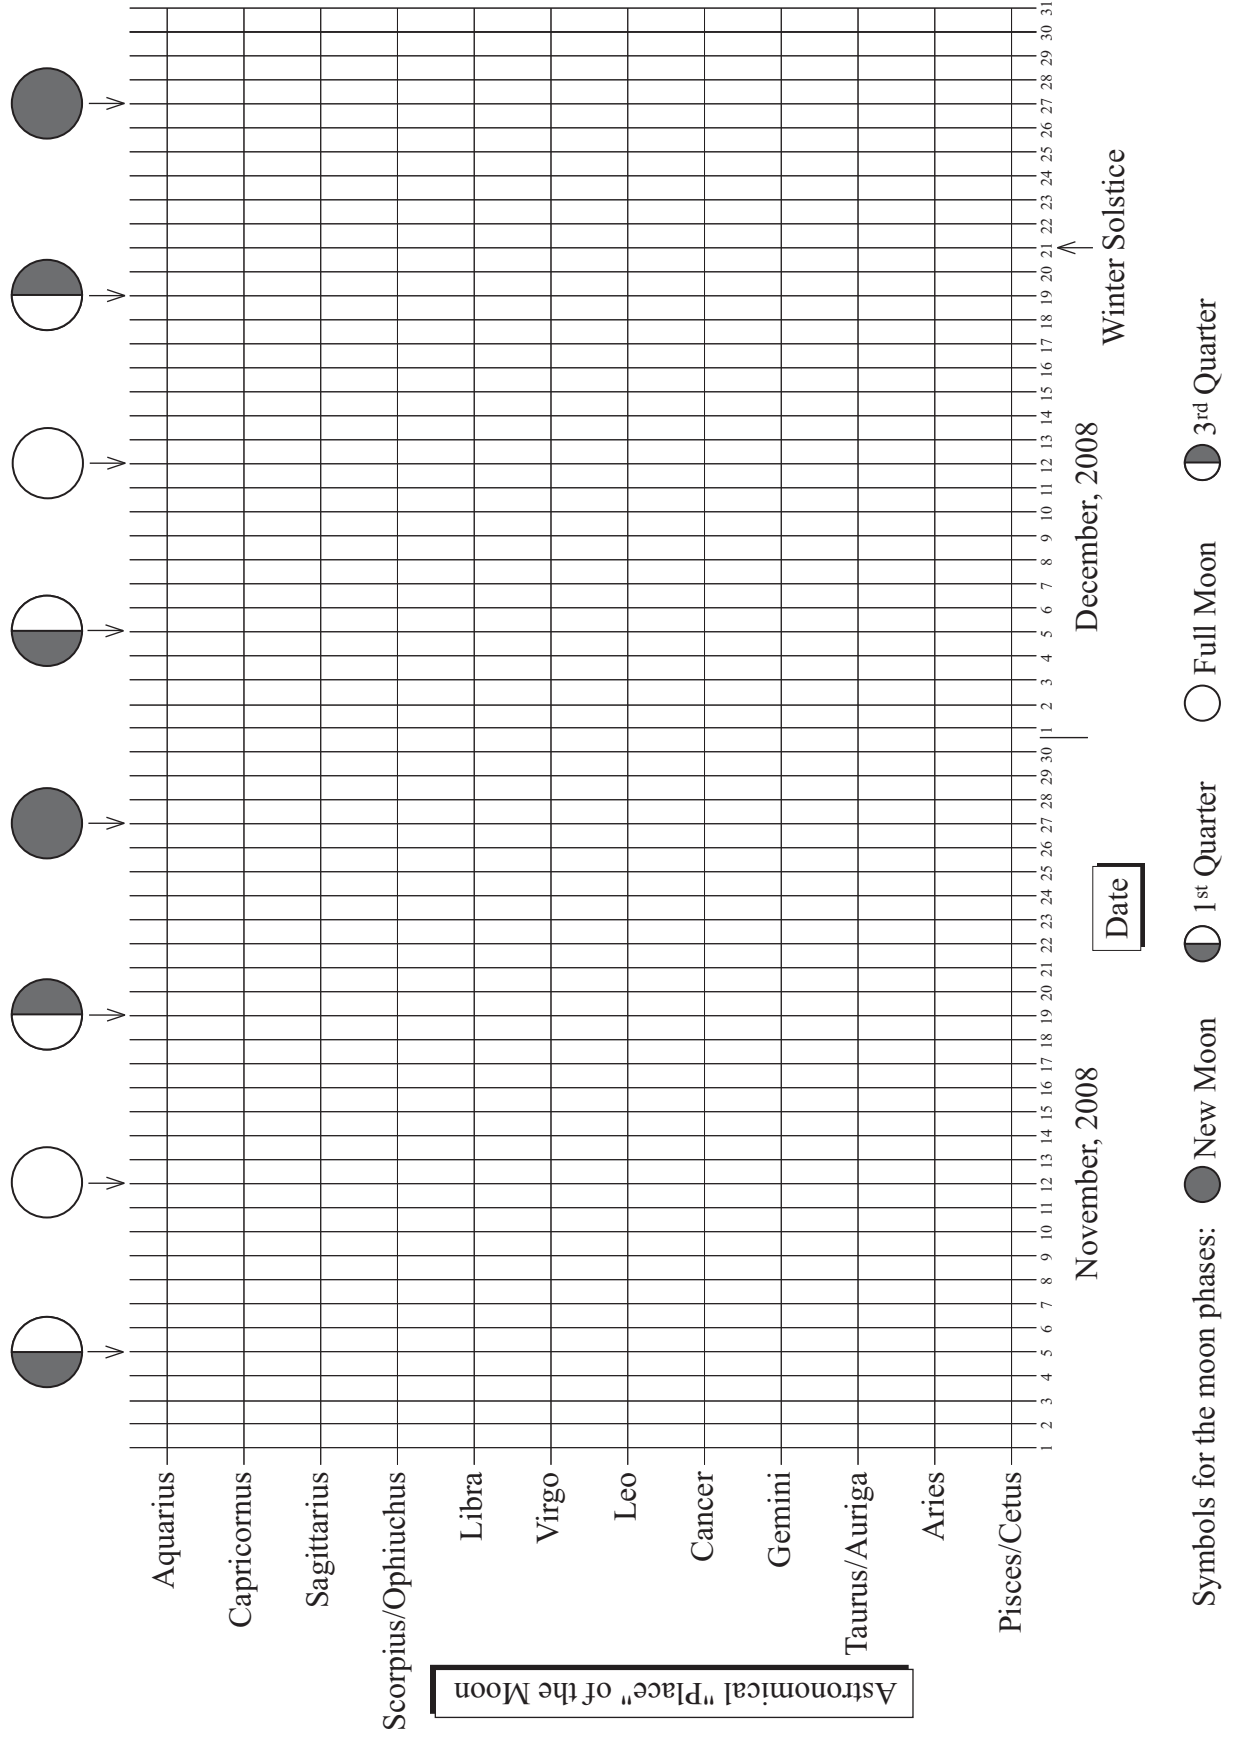 Aquarius
Capricornus
Sagittarius
Scorpius/Ophiuchus
Libra
Virgo
Leo
Cancer
Gemini
Taurus/Auriga
Aries
Pisces/Cetus
Astronomical "Place" of the Moon
1 2 3 4 5 6 7 8 9 10 11 12 13 14 15 16 17 18 19 20 21 22 23 24 25 26 27 28 29 30 1 2 3 4 5 6 7 8 9 10 11 12 13 14 15 16 17 18 19 20 21 22 23 24 25 26 27 28 29 30 31
November, 2008
December, 2008
Winter Solstice
Date
Symbols for the moon phases: New Moon 1st Quarter Full Moon 3rd Quarter